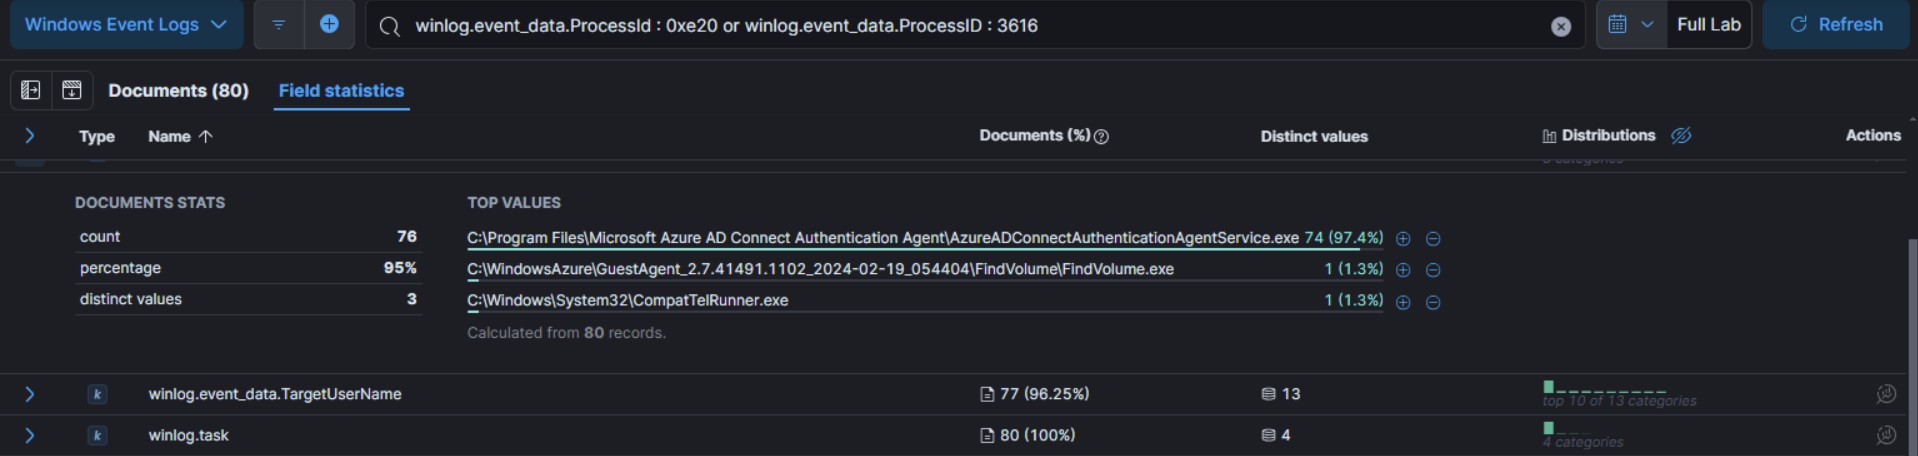 Windows Event Logs winlog.event_data.ProcessId : 0xe20 or winlog.event_data.ProcessID : 3616 Full Lab Refresh
Documents (80) Field statistics
Type Name Documents (%) Distinct values Distributions Actions
DOCUMENTS STATS TOP VALUES
count 76 C:\Program Files\Microsoft Azure AD Connect Authentication Agent\AzureADConnectAuthenticationAgentService.exe 74 (97.4%)
percentage 95% C:\WindowsAzure\GuestAgent_2.7.41491.1102_2024-02-19_054404\FindVolume\FindVolume.exe 1 (1.3%)
distinct values 3 C:\Windows\System32\CompatTelRunner.exe 1 (1.3%)
Calculated from 80 records.
k winlog.event_data.TargetUserName 77 (96.25%) 13 top 10 of 13 categories
k winlog.task 80 (100%) 4 4 categories